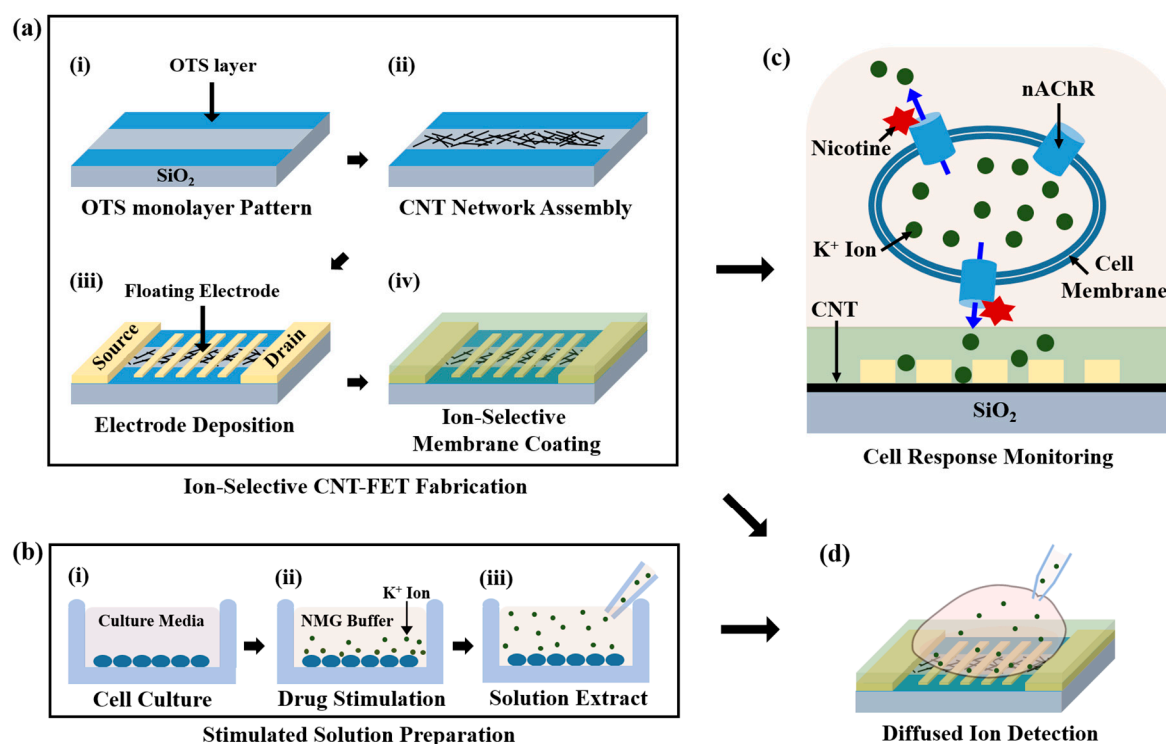 (a)
(i)
OTS layer
SiO₂
OTS monolayer Pattern
(ii)
CNT Network Assembly
(iii)
Floating Electrode
Source
Drain
Electrode Deposition
(iv)
Ion-Selective
Membrane Coating
Ion-Selective CNT-FET Fabrication
(b)
(i)
Culture Media
Cell Culture
(ii)
K⁺ Ion
NMG Buffer
Drug Stimulation
(iii)
Solution Extract
Stimulated Solution Preparation
(c)
nAChR
Nicotine
K⁺ Ion
Cell
Membrane
CNT
SiO₂
Cell Response Monitoring
(d)
Diffused Ion Detection